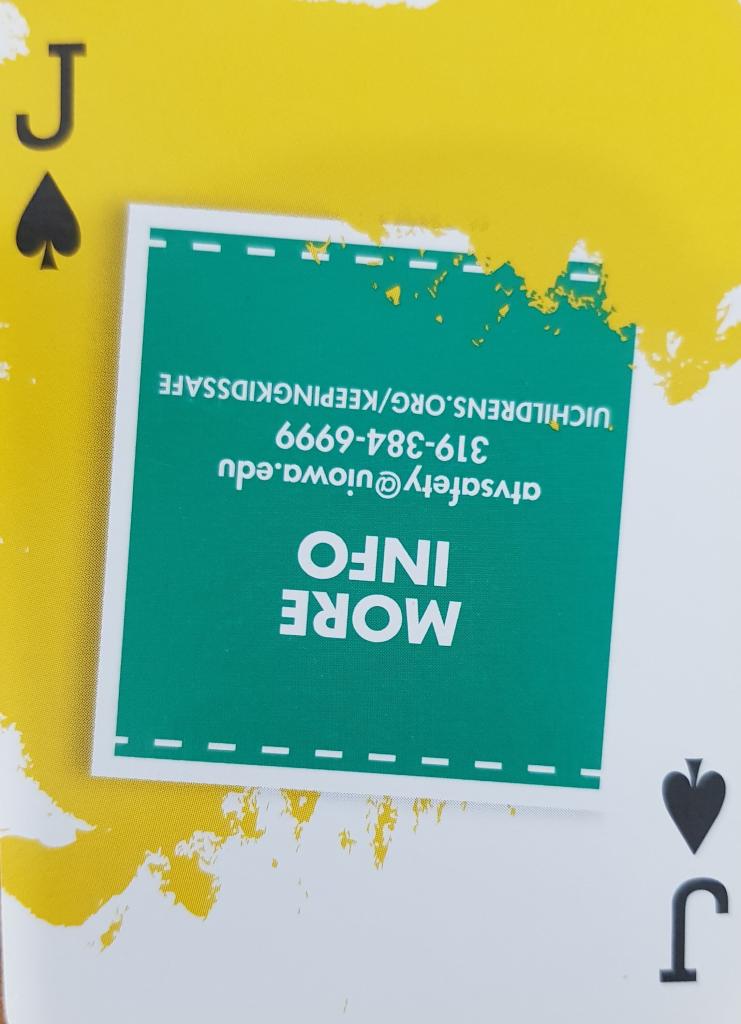 J
MORE
INFO
atvsafety@uiowa.edu
319-384-6999
UICHILDRENS.ORG/KEEPINGKIDSSAFE
J